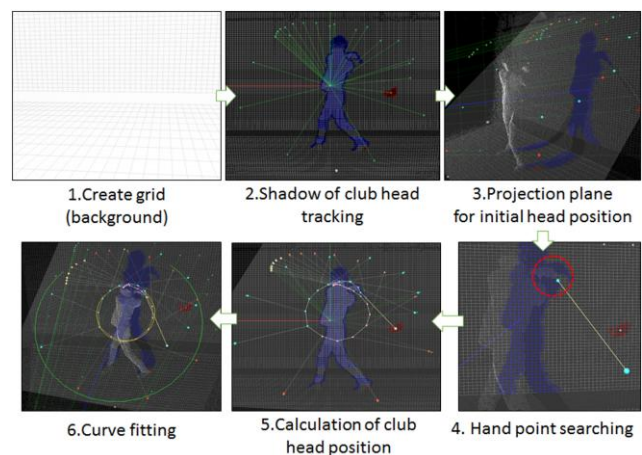 1.Create grid
(background)
2.Shadow of club head
tracking
3.Projection plane
for initial head position
4. Hand point searching
5.Calculation of club
head position
6.Curve fitting